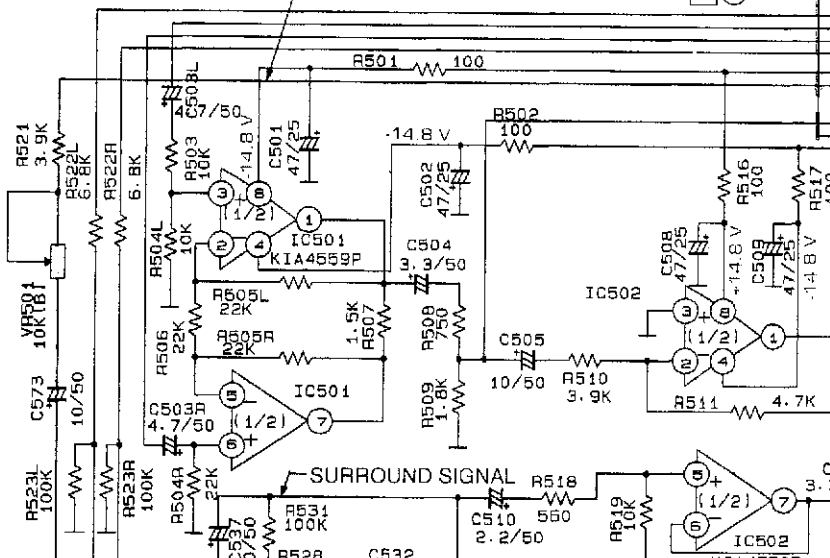 R501
100
C503L
4.7/50
R521
3.9K
R522L
6.8K
R522R
6.8K
R503
10K
-14.8 V
C501
47/25
-14.8 V
R502
100
C502
47/25
R516
100
R517
3
+
8
(1/2)
1
2
4
IC501
KIA4559P
R504L
10K
C504
3.3/50
C508
47/25
+14.8 V
C509
47/25
-14.8 V
VR501
10K(B)
R505L
22K
R506
22K
R505R
22K
1.5K
R507
R508
750
C505
10/50
R510
3.9K
IC502
3
+
8
(1/2)
1
2
4
R511
4.7K
C573
10/50
5
(1/2)
6
+
7
IC501
C503R
4.7/50
R509
1.8K
R523L
100K
R523R
100K
R504R
22K
SURROUND SIGNAL
R531
100K
C537
R528
C532
C510
2.2/50
R518
560
R519
10K
5
+
(1/2)
6
7
IC502